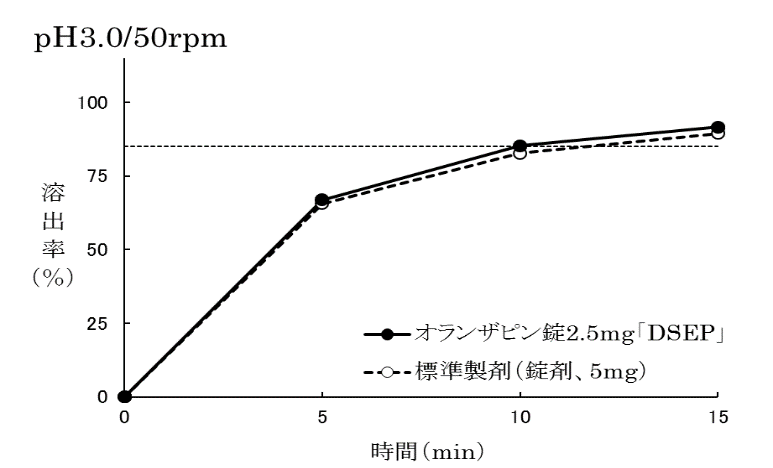 pH3.0/50rpm
100
75
50
25
0
溶出率(%)
オランザピン錠2.5mg「DSEP」
標準製剤(錠剤、5mg)
0 5 10 15
時間(min)